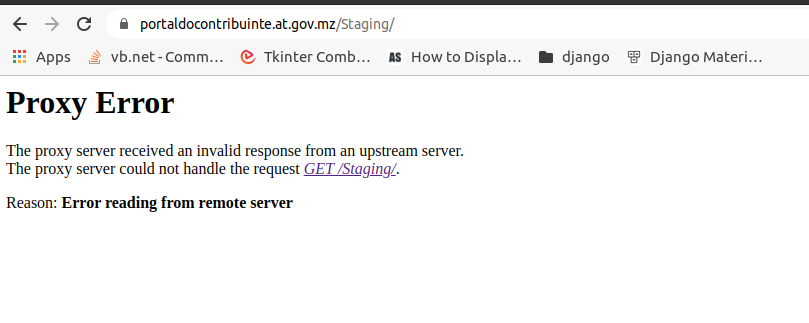 portaldocontribuinte.at.gov.mz/Staging/
Apps vb.net - Comm… Tkinter Comb… AS How to Displa… django Django Materi…
Proxy Error
The proxy server received an invalid response from an upstream server.
The proxy server could not handle the request GET /Staging/.
Reason: Error reading from remote server